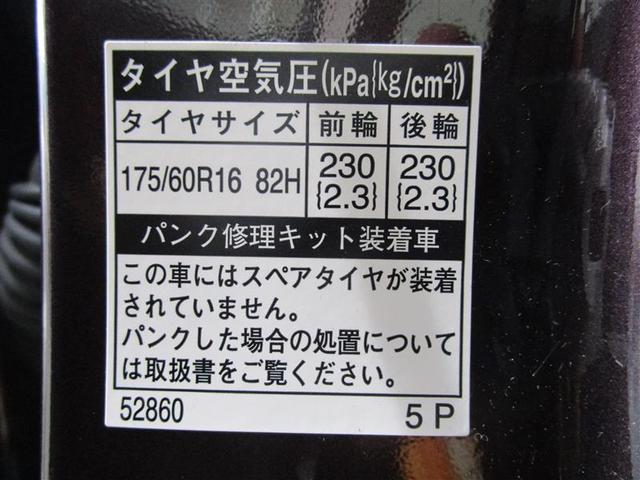 タイヤ空気圧(kPa{kg/cm²})
タイヤサイズ 前輪 後輪
175/60R16 82H 230 {2.3} 230 {2.3}
パンク修理キット装着車
この車にはスペアタイヤが装着
されていません。
パンクした場合の処置について
は取扱書をご覧ください。
52860 5P